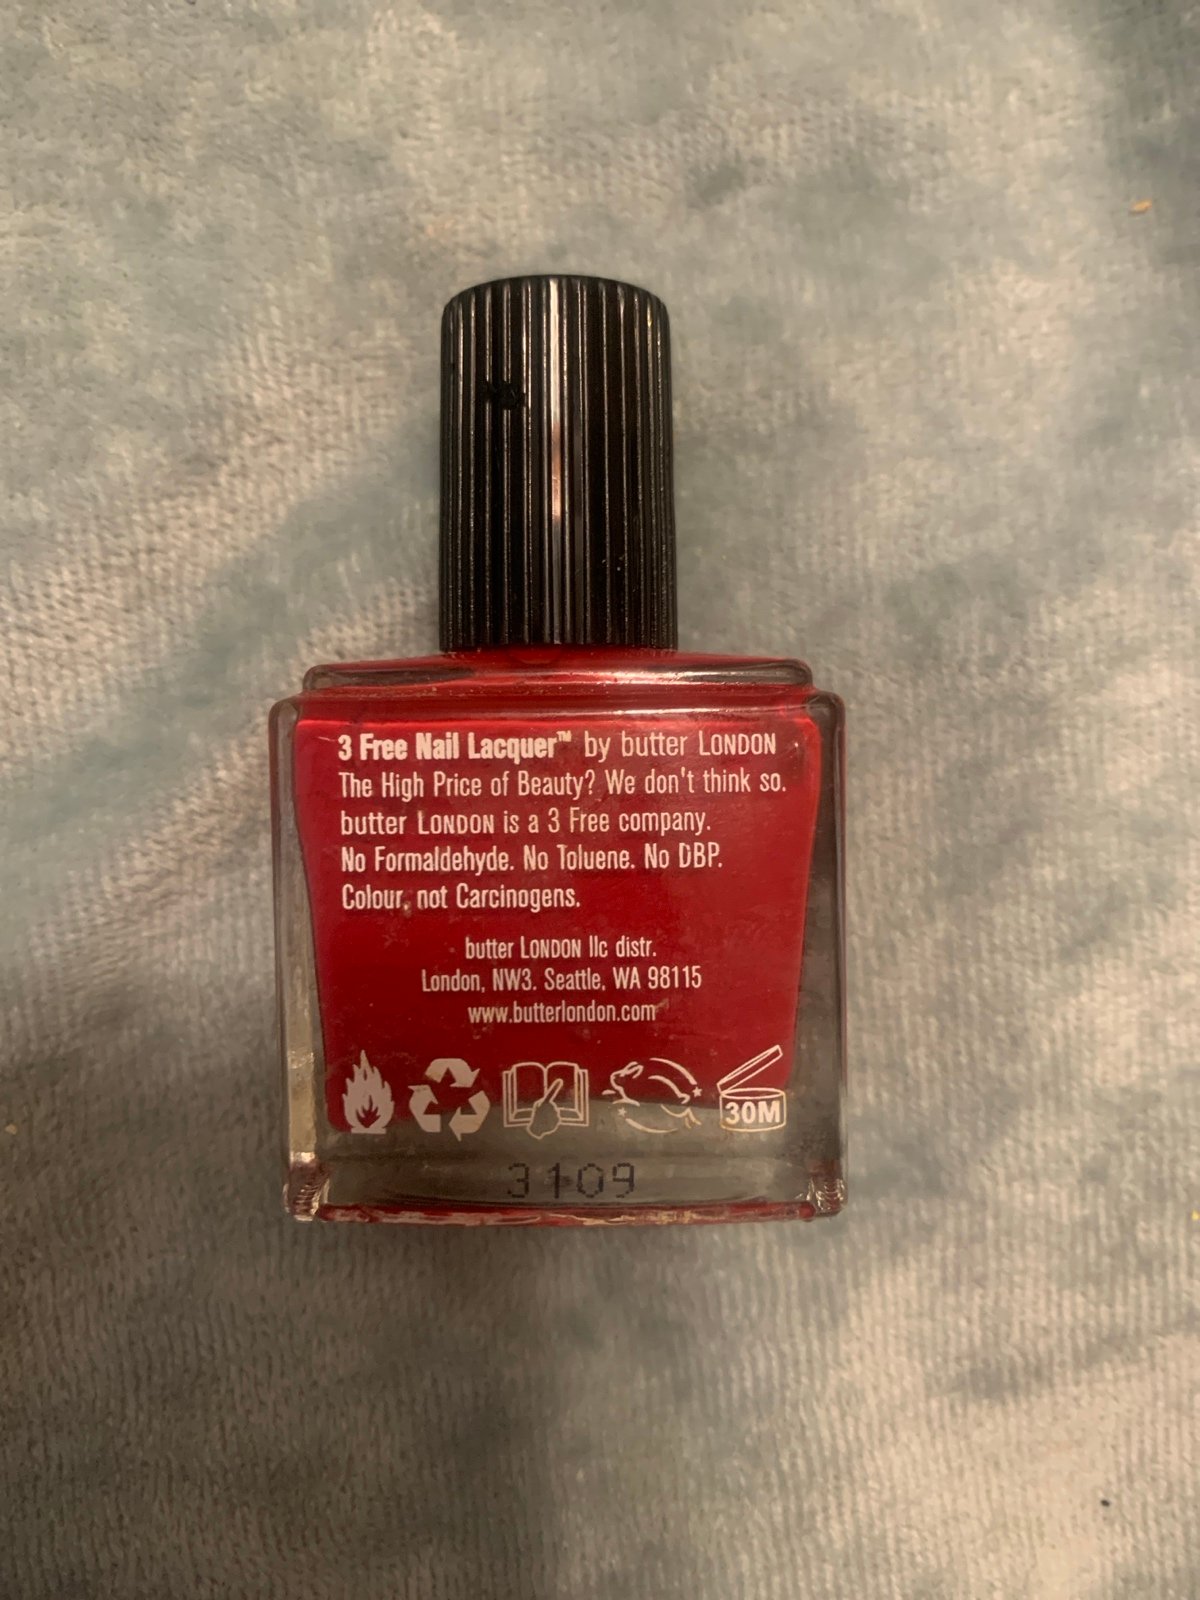 3 Free Nail Lacquer™ by butter LONDON
The High Price of Beauty? We don't think so.
butter LONDON is a 3 Free company.
No Formaldehyde. No Toluene. No DBP.
Colour, not Carcinogens.
butter LONDON llc distr.
London, NW3. Seattle, WA 98115
www.butterlondon.com
30M
3109